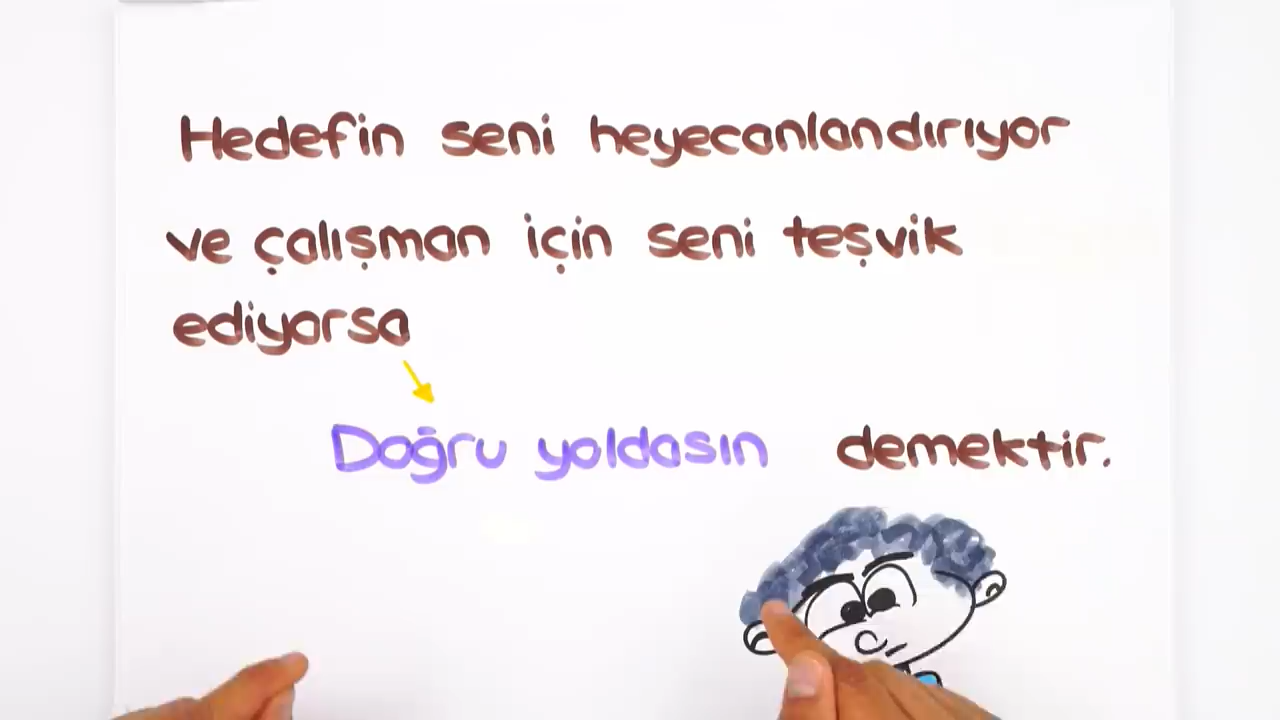 Hedefin seni heyecanlandırıyor
ve çalışman için seni teşvik
ediyorsa
Doğru yoldasın demektir.